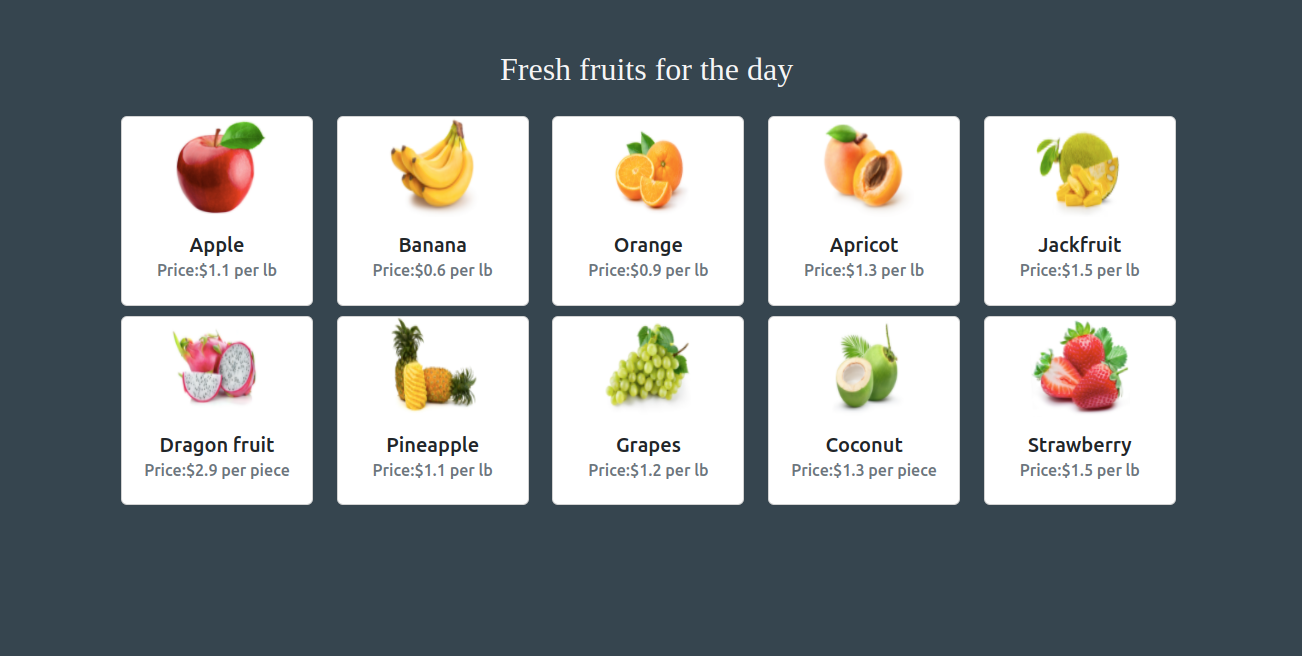 Fresh fruits for the day
Apple
Price:$1.1 per lb
Banana
Price:$0.6 per lb
Orange
Price:$0.9 per lb
Apricot
Price:$1.3 per lb
Jackfruit
Price:$1.5 per lb
Dragon fruit
Price:$2.9 per piece
Pineapple
Price:$1.1 per lb
Grapes
Price:$1.2 per lb
Coconut
Price:$1.3 per piece
Strawberry
Price:$1.5 per lb